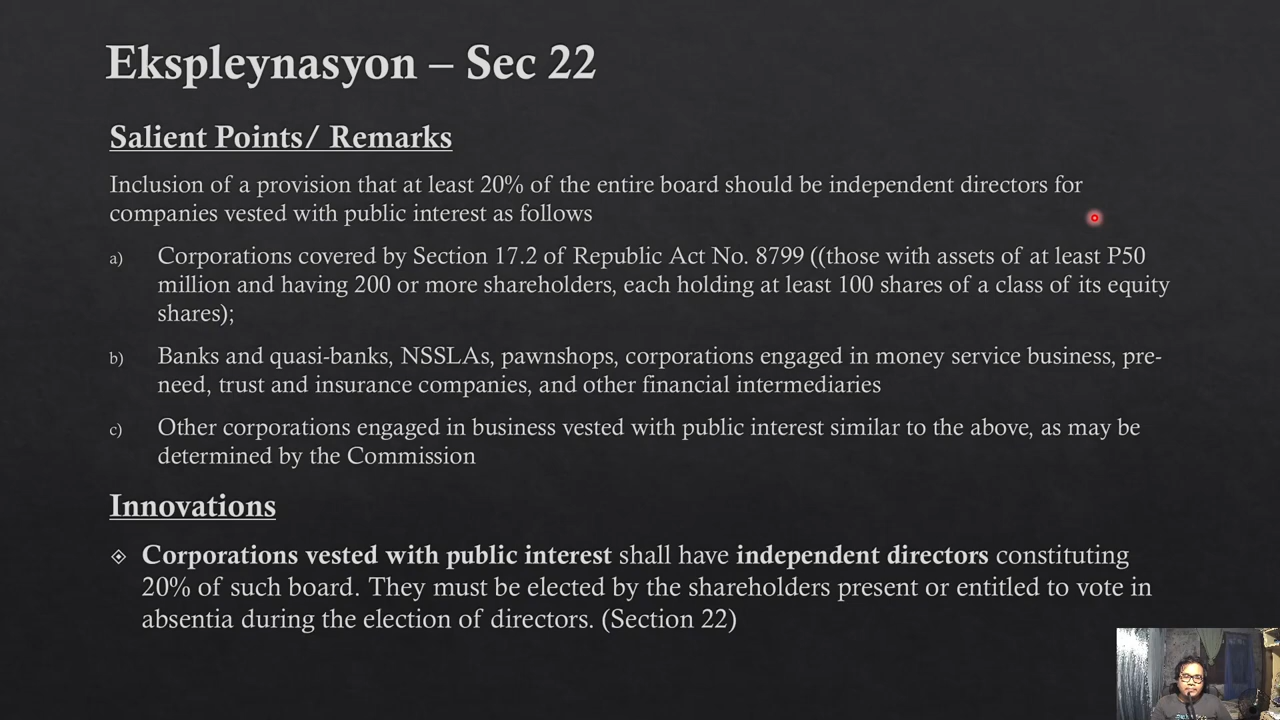 Ekspleynasyon – Sec 22
Salient Points/ Remarks
Inclusion of a provision that at least 20% of the entire board should be independent directors for
companies vested with public interest as follows
a) Corporations covered by Section 17.2 of Republic Act No. 8799 ((those with assets of at least P50
million and having 200 or more shareholders, each holding at least 100 shares of a class of its equity
shares);
b) Banks and quasi-banks, NSSLAs, pawnshops, corporations engaged in money service business, pre-
need, trust and insurance companies, and other financial intermediaries
c) Other corporations engaged in business vested with public interest similar to the above, as may be
determined by the Commission
Innovations
Corporations vested with public interest shall have independent directors constituting
20% of such board. They must be elected by the shareholders present or entitled to vote in
absentia during the election of directors. (Section 22)